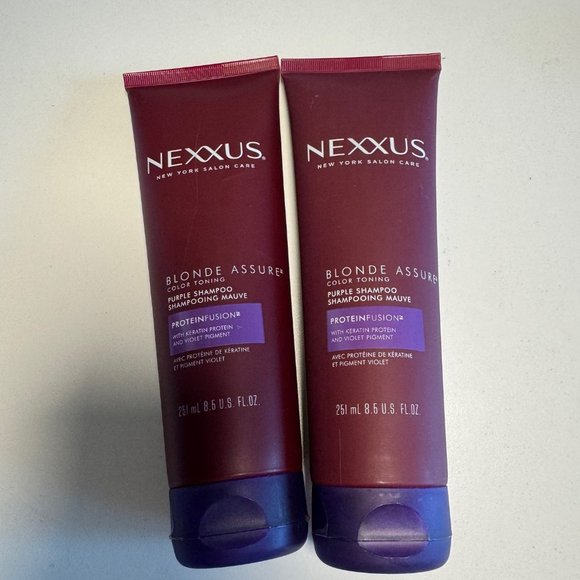 NEXXUS®
NEW YORK SALON CARE
BLONDE ASSURE
COLOR TONING
PURPLE SHAMPOO
SHAMPOOING MAUVE
PROTEINFUSION
WITH KERATIN PROTEIN
AND VIOLET PIGMENT
AVEC PROTÉINE DE KÉRATINE
ET PIGMENT VIOLET
251 mL 8.5 U.S. FL.OZ.
NEXXUS®
NEW YORK SALON CARE
BLONDE ASSURE
COLOR TONING
PURPLE SHAMPOO
SHAMPOOING MAUVE
PROTEINFUSION
WITH KERATIN PROTEIN
AND VIOLET PIGMENT
AVEC PROTÉINE DE KÉRATINE
ET PIGMENT VIOLET
251 mL 8.5 U.S. FL.OZ.